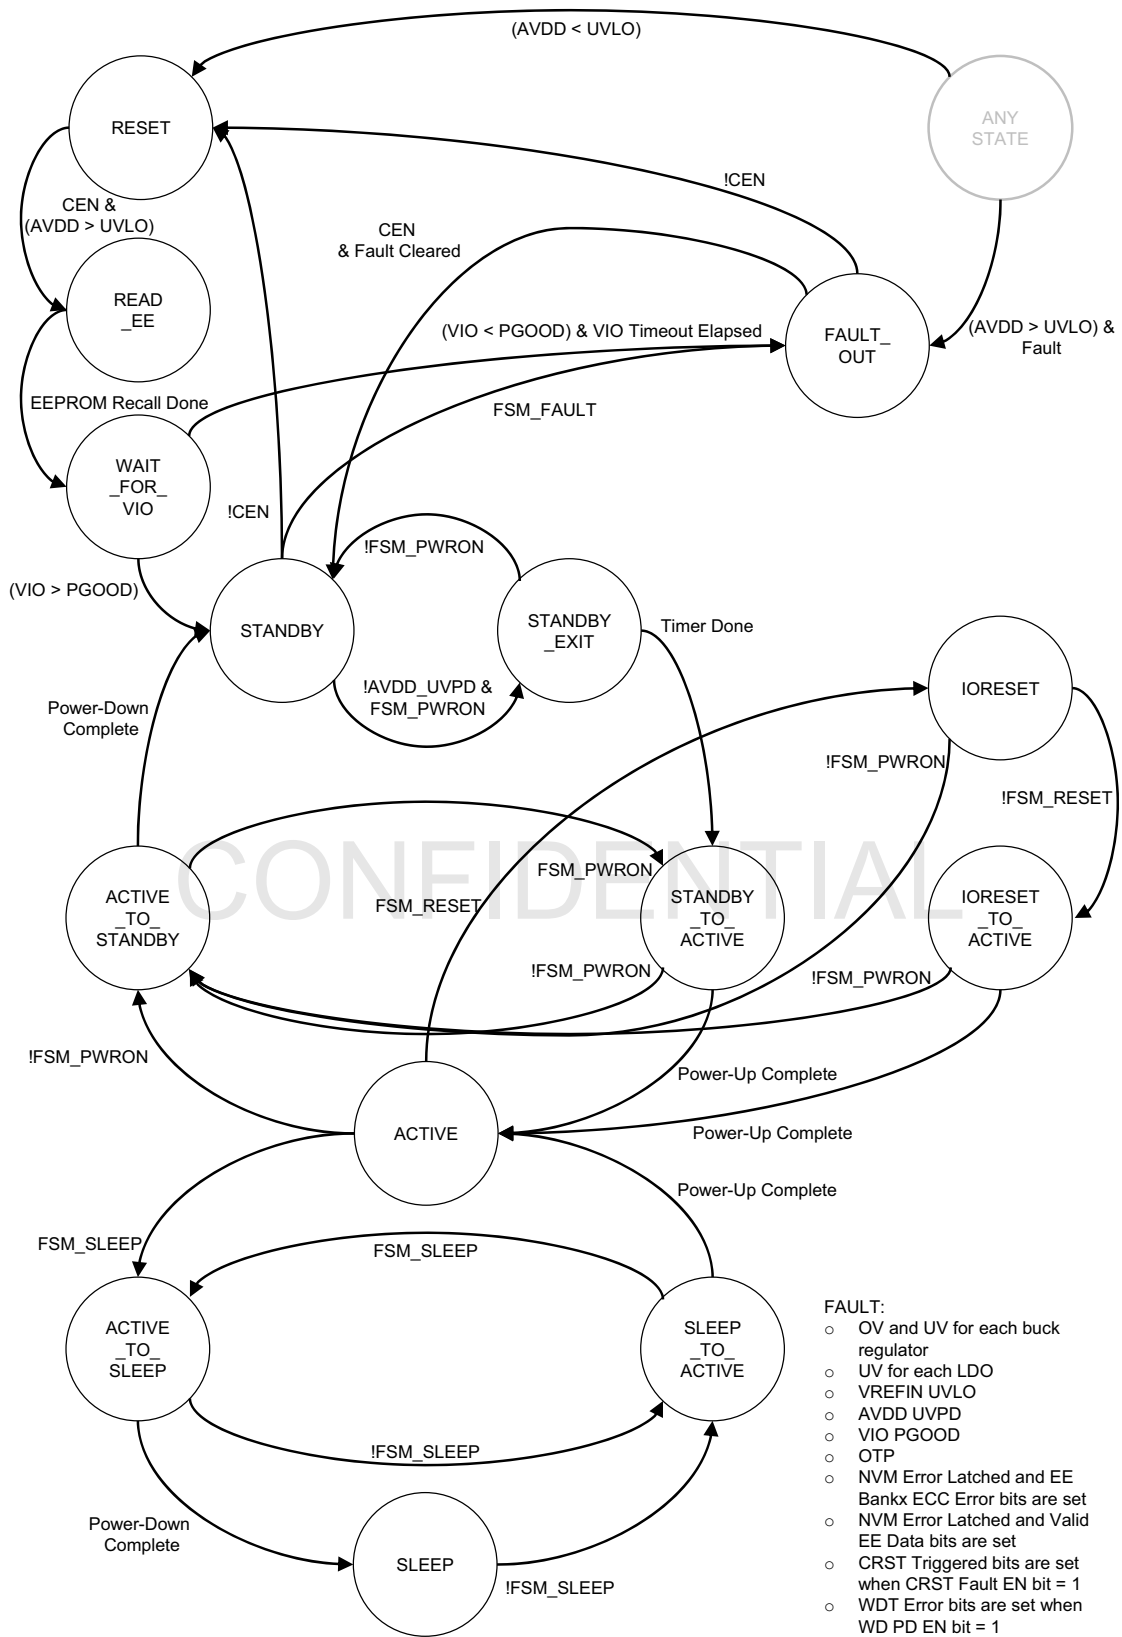 (AVDD < UVLO)
RESET
ANY
STATE
!CEN
CEN &
(AVDD > UVLO)
CEN
& Fault Cleared
READ
_EE
(VIO < PGOOD) & VIO Timeout Elapsed
FAULT_
OUT
(AVDD > UVLO) &
Fault
EEPROM Recall Done
FSM_FAULT
WAIT
_FOR_
VIO
!CEN
!FSM_PWRON
(VIO > PGOOD)
STANDBY
STANDBY
_EXIT
Timer Done
!AVDD_UVPD &
FSM_PWRON
IORESET
Power-Down
Complete
!FSM_PWRON
!FSM_RESET
CONFIDENTIAL
FSM_PWRON
ACTIVE
_TO_
STANDBY
FSM_RESET
STANDBY
_TO_
ACTIVE
IORESET
_TO_
ACTIVE
!FSM_PWRON
!FSM_PWRON
!FSM_PWRON
Power-Up Complete
ACTIVE
Power-Up Complete
Power-Up Complete
FSM_SLEEP
FSM_SLEEP
ACTIVE
_TO_
SLEEP
SLEEP
_TO_
ACTIVE
!FSM_SLEEP
Power-Down
Complete
SLEEP
!FSM_SLEEP
FAULT:
○ OV and UV for each buck
regulator
○ UV for each LDO
○ VREFIN UVLO
○ AVDD UVPD
○ VIO PGOOD
○ OTP
○ NVM Error Latched and EE
Bankx ECC Error bits are set
○ NVM Error Latched and Valid
EE Data bits are set
○ CRST Triggered bits are set
when CRST Fault EN bit = 1
○ WDT Error bits are set when
WD PD EN bit = 1